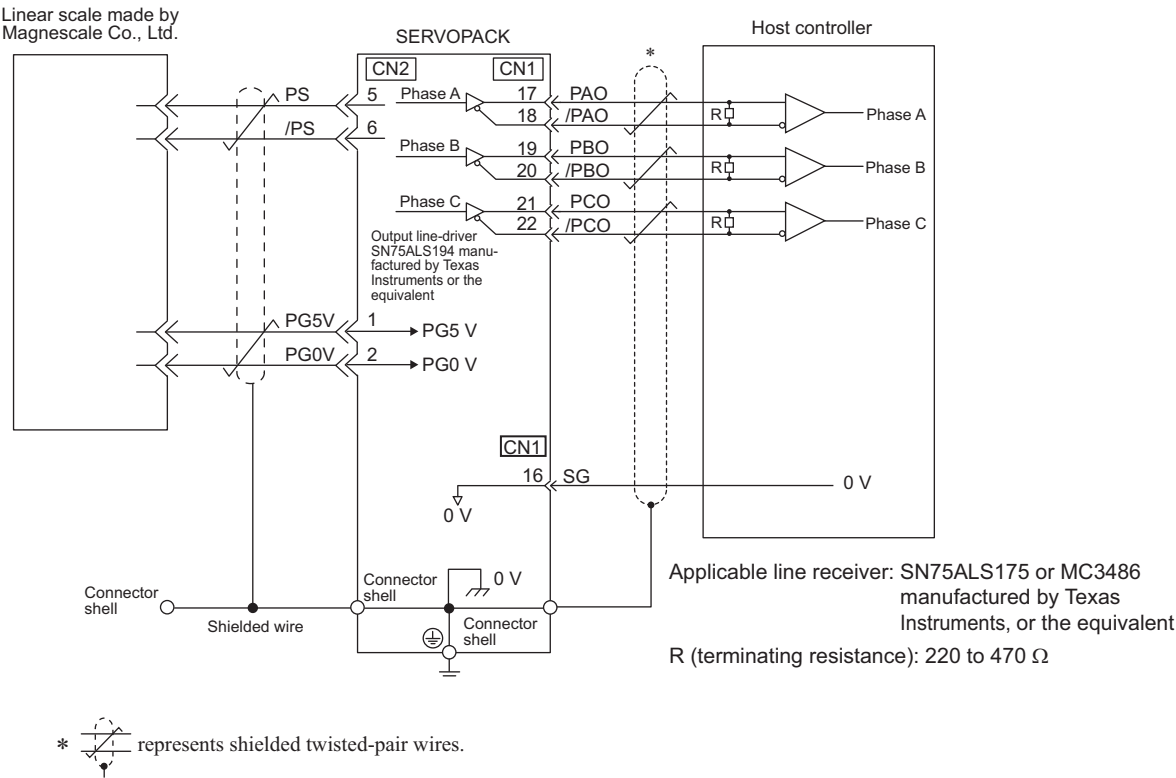 Linear scale made by
Magnescale Co., Ltd.
SERVOPACK
Host controller
*
CN2
CN1
PS
5
Phase A
17
PAO
18
/PAO
R
Phase A
/PS
6
Phase B
19
PBO
20
/PBO
R
Phase B
Phase C
21
PCO
22
/PCO
R
Phase C
Output line-driver
SN75ALS194 manu-
factured by Texas
Instruments or the
equivalent
PG5V
1
PG5 V
PG0V
2
PG0 V
CN1
16
SG
0 V
0 V
Connector
shell
Shielded wire
Connector
shell
0 V
Connector
shell
Applicable line receiver: SN75ALS175 or MC3486
manufactured by Texas
Instruments, or the equivalent
R (terminating resistance): 220 to 470 Ω
* represents shielded twisted-pair wires.